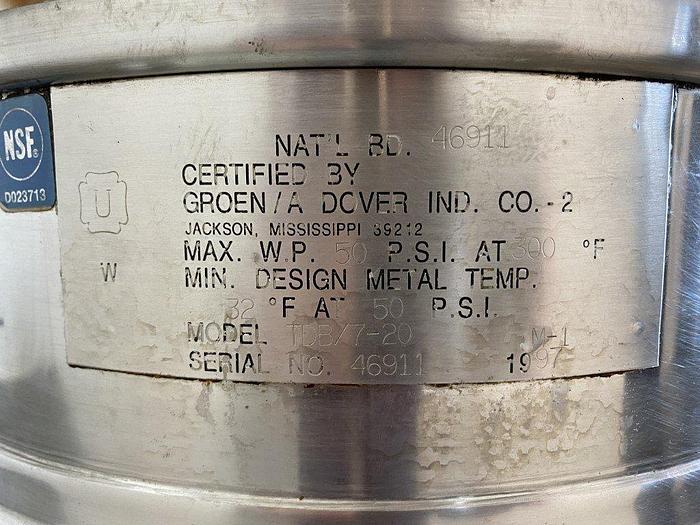 NSF®
D023713
NAT'L BD. 46911
CERTIFIED BY
GROEN/A DOVER IND. CO.-2
JACKSON, MISSISSIPPI 39212
MAX. W.P. 50 P.S.I. AT 300 °F
MIN. DESIGN METAL TEMP.
32 °F AT 50 P.S.I.
MODEL TDB/7-20 M-1
SERIAL NO. 46911 1997
U
W